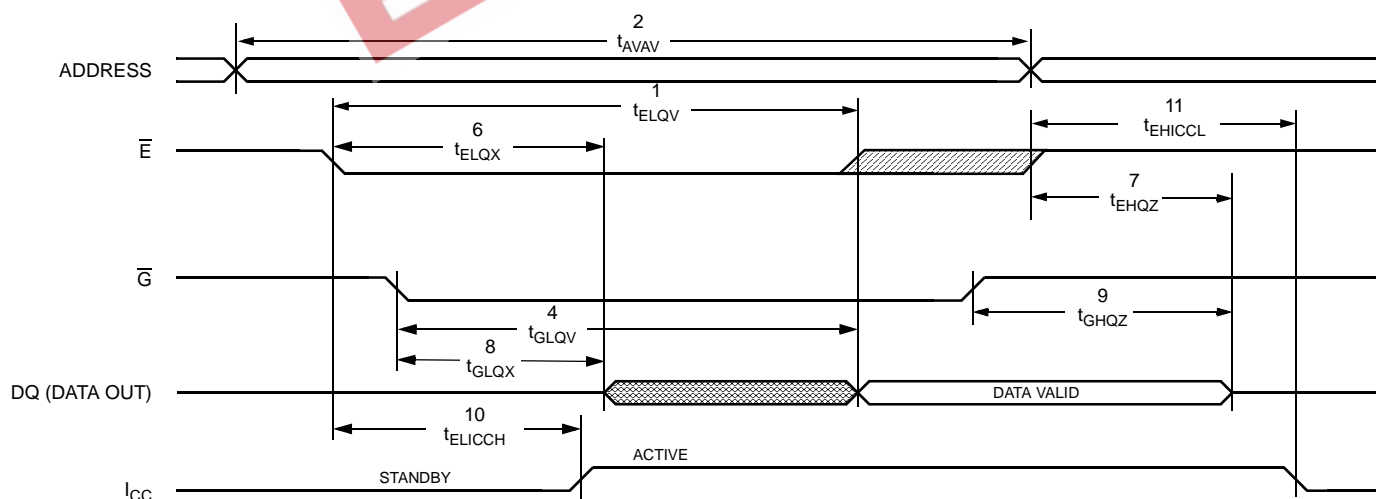 2
tAVAV
ADDRESS
1
tELQV
11
tEHICCL
6
tELQX
E
7
tEHQZ
G
9
tGHQZ
4
tGLQV
8
tGLQX
DQ (DATA OUT)
DATA VALID
10
tELICCH
ACTIVE
STANDBY
ICC